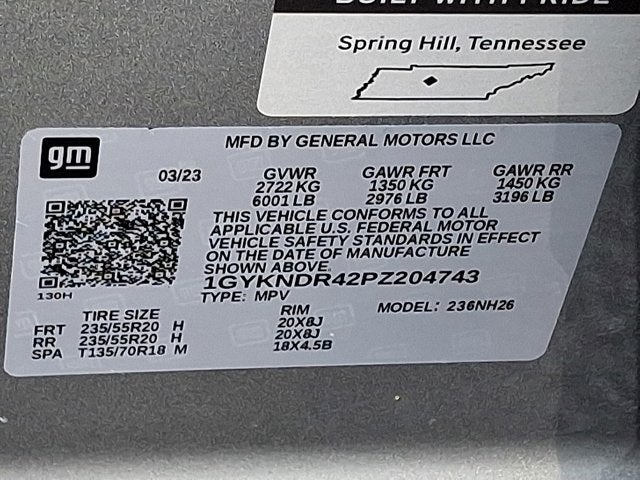 BUILT WITH PRIDE
Spring Hill, Tennessee
gm
MFD BY GENERAL MOTORS LLC
03/23
GVWR GAWR FRT GAWR RR
2722 KG 1350 KG 1450 KG
6001 LB 2976 LB 3196 LB
THIS VEHICLE CONFORMS TO ALL
APPLICABLE U.S. FEDERAL MOTOR
VEHICLE SAFETY STANDARDS IN EFFECT
ON THE DATE OF MANUFACTURE
SHOWN ABOVE.
130H
1GYKNDR42PZ204743
TYPE: MPV MODEL: 236NH26
TIRE SIZE RIM
FRT 235/55R20 H 20X8J
RR 235/55R20 H 20X8J
SPA T135/70R18 M 18X4.5B